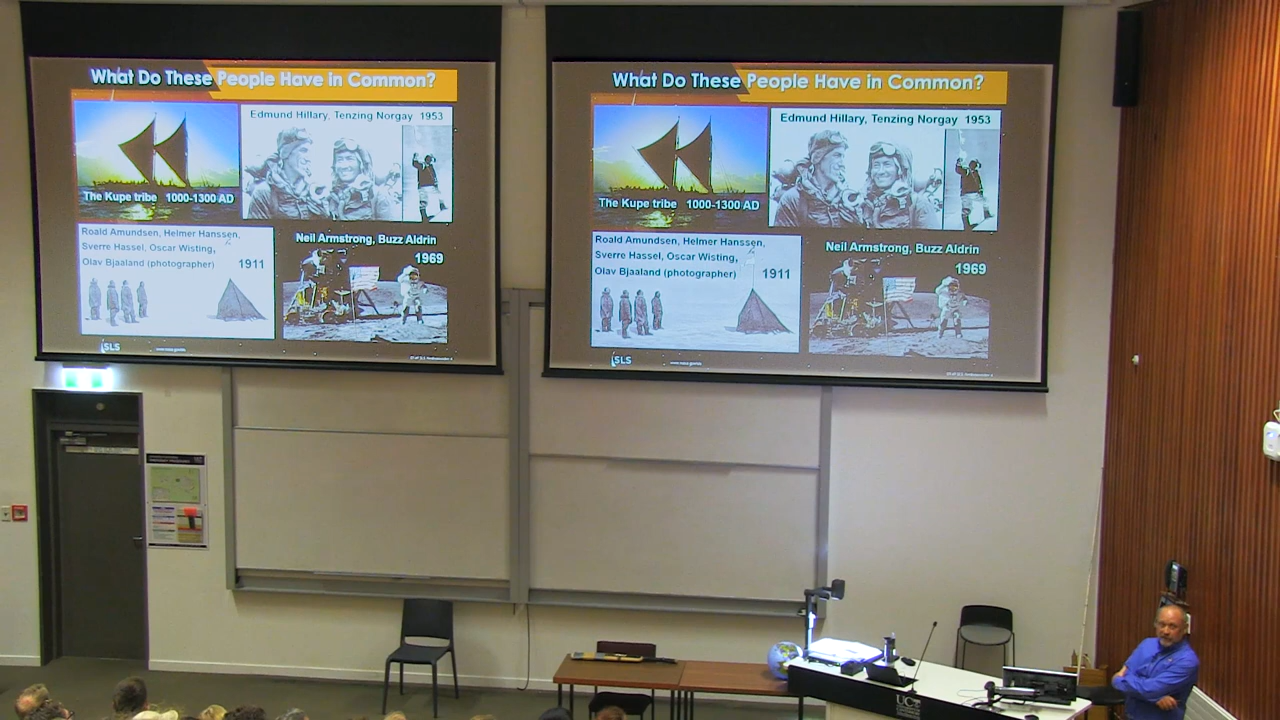 What Do These People Have in Common?
Edmund Hillary, Tenzing Norgay 1953
The Kupe tribe 1000-1300 AD
Roald Amundsen, Helmer Hanssen,
Sverre Hassel, Oscar Wisting,
Olav Bjaaland (photographer) 1911
Neil Armstrong, Buzz Aldrin
1969
SLS
What Do These People Have in Common?
Edmund Hillary, Tenzing Norgay 1953
The Kupe tribe 1000-1300 AD
Roald Amundsen, Helmer Hanssen,
Sverre Hassel, Oscar Wisting,
Olav Bjaaland (photographer) 1911
Neil Armstrong, Buzz Aldrin
1969
SLS
UC